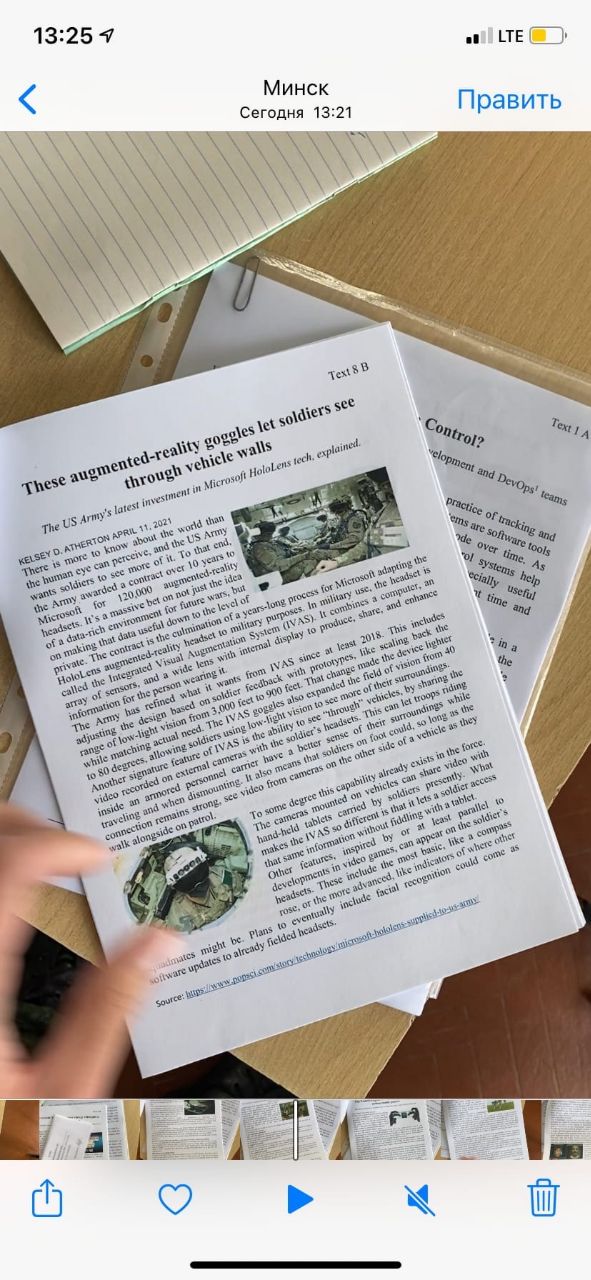 13:25
LTE
Минск
Сегодня 13:21
Править
Text 8 B
These augmented-reality goggles let soldiers see
through vehicle walls
The US Army's latest investment in Microsoft HoloLens tech, explained.
KELSEY D. ATHERTON APRIL 11, 2021
There is more to know about the world than
the human eye can perceive, and the US Army
wants soldiers to see more of it. To that end,
the Army awarded a contract over 10 years to
Microsoft for 120,000 augmented-reality
headsets. It's a massive bet on not just the idea
of a data-rich environment for future wars, but
on making that data useful down to the level of
private. The contract is the culmination of a years-long process for Microsoft adapting the
HoloLens augmented-reality headset to military purposes. In military use, the headset is
called the Integrated Visual Augmentation System (IVAS). It combines a computer, an
array of sensors, and a wide lens with internal display to produce, share, and enhance
information for the person wearing it.
The Army has refined what it wants from IVAS since at least 2018. This includes
adjusting the design based on soldier feedback with prototypes, like scaling back the
range of low-light vision from 3,000 feet to 900 feet. That change made the device lighter
while matching actual need. The IVAS goggles also expanded the field of vision from 40
to 80 degrees, allowing soldiers using low-light vision to see more of their surroundings.
Another signature feature of IVAS is the ability to see "through" vehicles, by sharing the
video recorded on external cameras with the soldier's headsets. This can let troops riding
inside an armored personnel carrier have a better sense of their surroundings while
traveling and when dismounting. It also means that soldiers on foot could, so long as the
connection remains strong, see video from cameras on the other side of a vehicle as they
walk alongside on patrol.
To some degree this capability already exists in the force.
The cameras mounted on vehicles can share video with
hand-held tablets carried by soldiers presently. What
makes the IVAS so different is that it lets a soldier access
that same information without fiddling with a tablet.
Other features, inspired by or at least parallel to
developments in video games, can appear on the soldier's
headsets. These include the most basic, like a compass
rose, or the more advanced, like indicators of where other
might be. Plans to eventually include facial recognition could come as
software updates to already fielded headsets.
Source: https://www.popsci.com/story/technology/microsoft-hololens-supplied-to-us-army/
Text 1 A
Control?
and DevOps¹ teams
practice of tracking and
are software tools
over time. As
systems help
useful
time and
in a
the